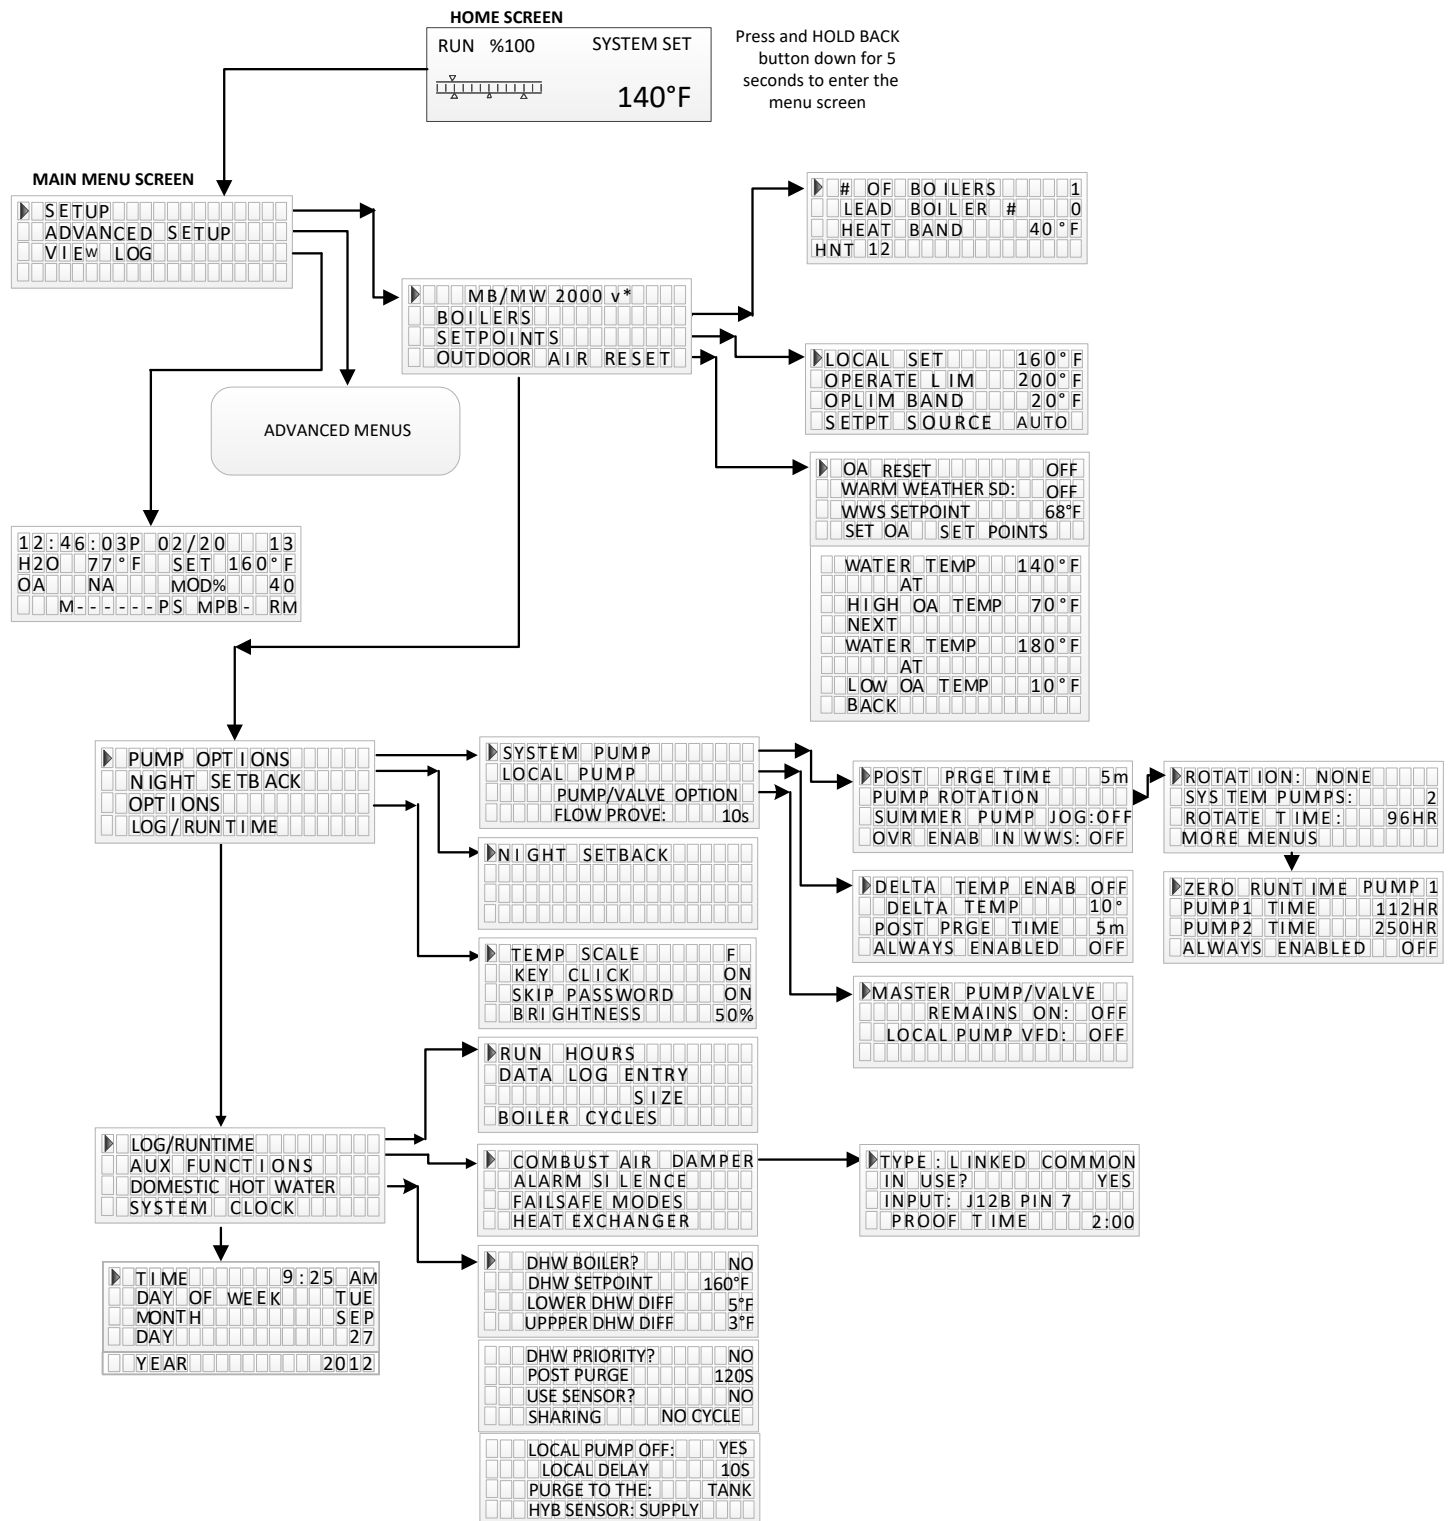 HOME SCREEN
RUN %100 SYSTEM SET
140°F
Press and HOLD BACK
button down for 5
seconds to enter the
menu screen
MAIN MENU SCREEN
SETUP
ADVANCED SETUP
VIEW LOG
# OF BOILERS 1
LEAD BOILER # 0
HEAT BAND 40°F
HNT 12
MB/MW 2000 v*
BOILERS
SETPOINTS
OUTDOOR AIR RESET
LOCAL SET 160°F
OPERATE LIM 200°F
OPLIM BAND 20°F
SETPT SOURCE AUTO
ADVANCED MENUS
OA RESET OFF
WARM WEATHER SD: OFF
WWS SETPOINT 68°F
SET OA SET POINTS
WATER TEMP 140°F
AT
HIGH OA TEMP 70°F
NEXT
WATER TEMP 180°F
AT
LOW OA TEMP 10°F
BACK
12:46:03P 02/20 13
H2O 77°F SET 160°F
OA NA MOD% 40
M------PS MPB- RM
PUMP OPTIONS
NIGHT SETBACK
OPTIONS
LOG/RUNTIME
SYSTEM PUMP
LOCAL PUMP
PUMP/VALVE OPTION
FLOW PROVE: 10s
POST PRGE TIME 5m
PUMP ROTATION
SUMMER PUMP JOG:OFF
OVR ENAB IN WWS: OFF
ROTATION: NONE
SYSTEM PUMPS: 2
ROTATE TIME: 96HR
MORE MENUS
NIGHT SETBACK
DELTA TEMP ENAB OFF
DELTA TEMP 10°
POST PRGE TIME 5m
ALWAYS ENABLED OFF
ZERO RUNTIME PUMP 1
PUMP1 TIME 112HR
PUMP2 TIME 250HR
ALWAYS ENABLED OFF
TEMP SCALE F
KEY CLICK ON
SKIP PASSWORD ON
BRIGHTNESS 50%
MASTER PUMP/VALVE
REMAINS ON: OFF
LOCAL PUMP VFD: OFF
RUN HOURS
DATA LOG ENTRY
SIZE
BOILER CYCLES
LOG/RUNTIME
AUX FUNCTIONS
DOMESTIC HOT WATER
SYSTEM CLOCK
COMBUST AIR DAMPER
ALARM SILENCE
FAILSAFE MODES
HEAT EXCHANGER
TYPE:LINKED COMMON
IN USE? YES
INPUT: J12B PIN 7
PROOF TIME 2:00
TIME 9:25 AM
DAY OF WEEK TUE
MONTH SEP
DAY 27
YEAR 2012
DHW BOILER? NO
DHW SETPOINT 160°F
LOWER DHW DIFF 5°F
UPPPER DHW DIFF 3°F
DHW PRIORITY? NO
POST PURGE 120S
USE SENSOR? NO
SHARING NO CYCLE
LOCAL PUMP OFF: YES
LOCAL DELAY 10S
PURGE TO THE: TANK
HYB SENSOR: SUPPLY